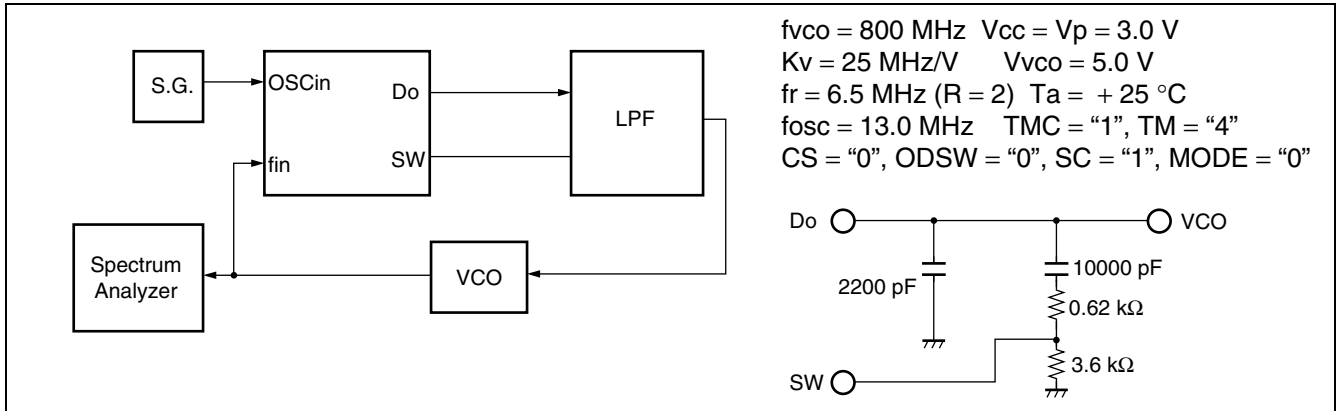 S.G.
OSCin
Do
SW
fin
LPF
VCO
Spectrum
Analyzer
fvco = 800 MHz Vcc = Vp = 3.0 V
Kv = 25 MHz/V Vvco = 5.0 V
fr = 6.5 MHz (R = 2) Ta = + 25 °C
fosc = 13.0 MHz TMC = “1”, TM = “4”
CS = “0”, ODSW = “0”, SC = “1”, MODE = “0”
Do
VCO
2200 pF
10000 pF
0.62 kΩ
3.6 kΩ
SW